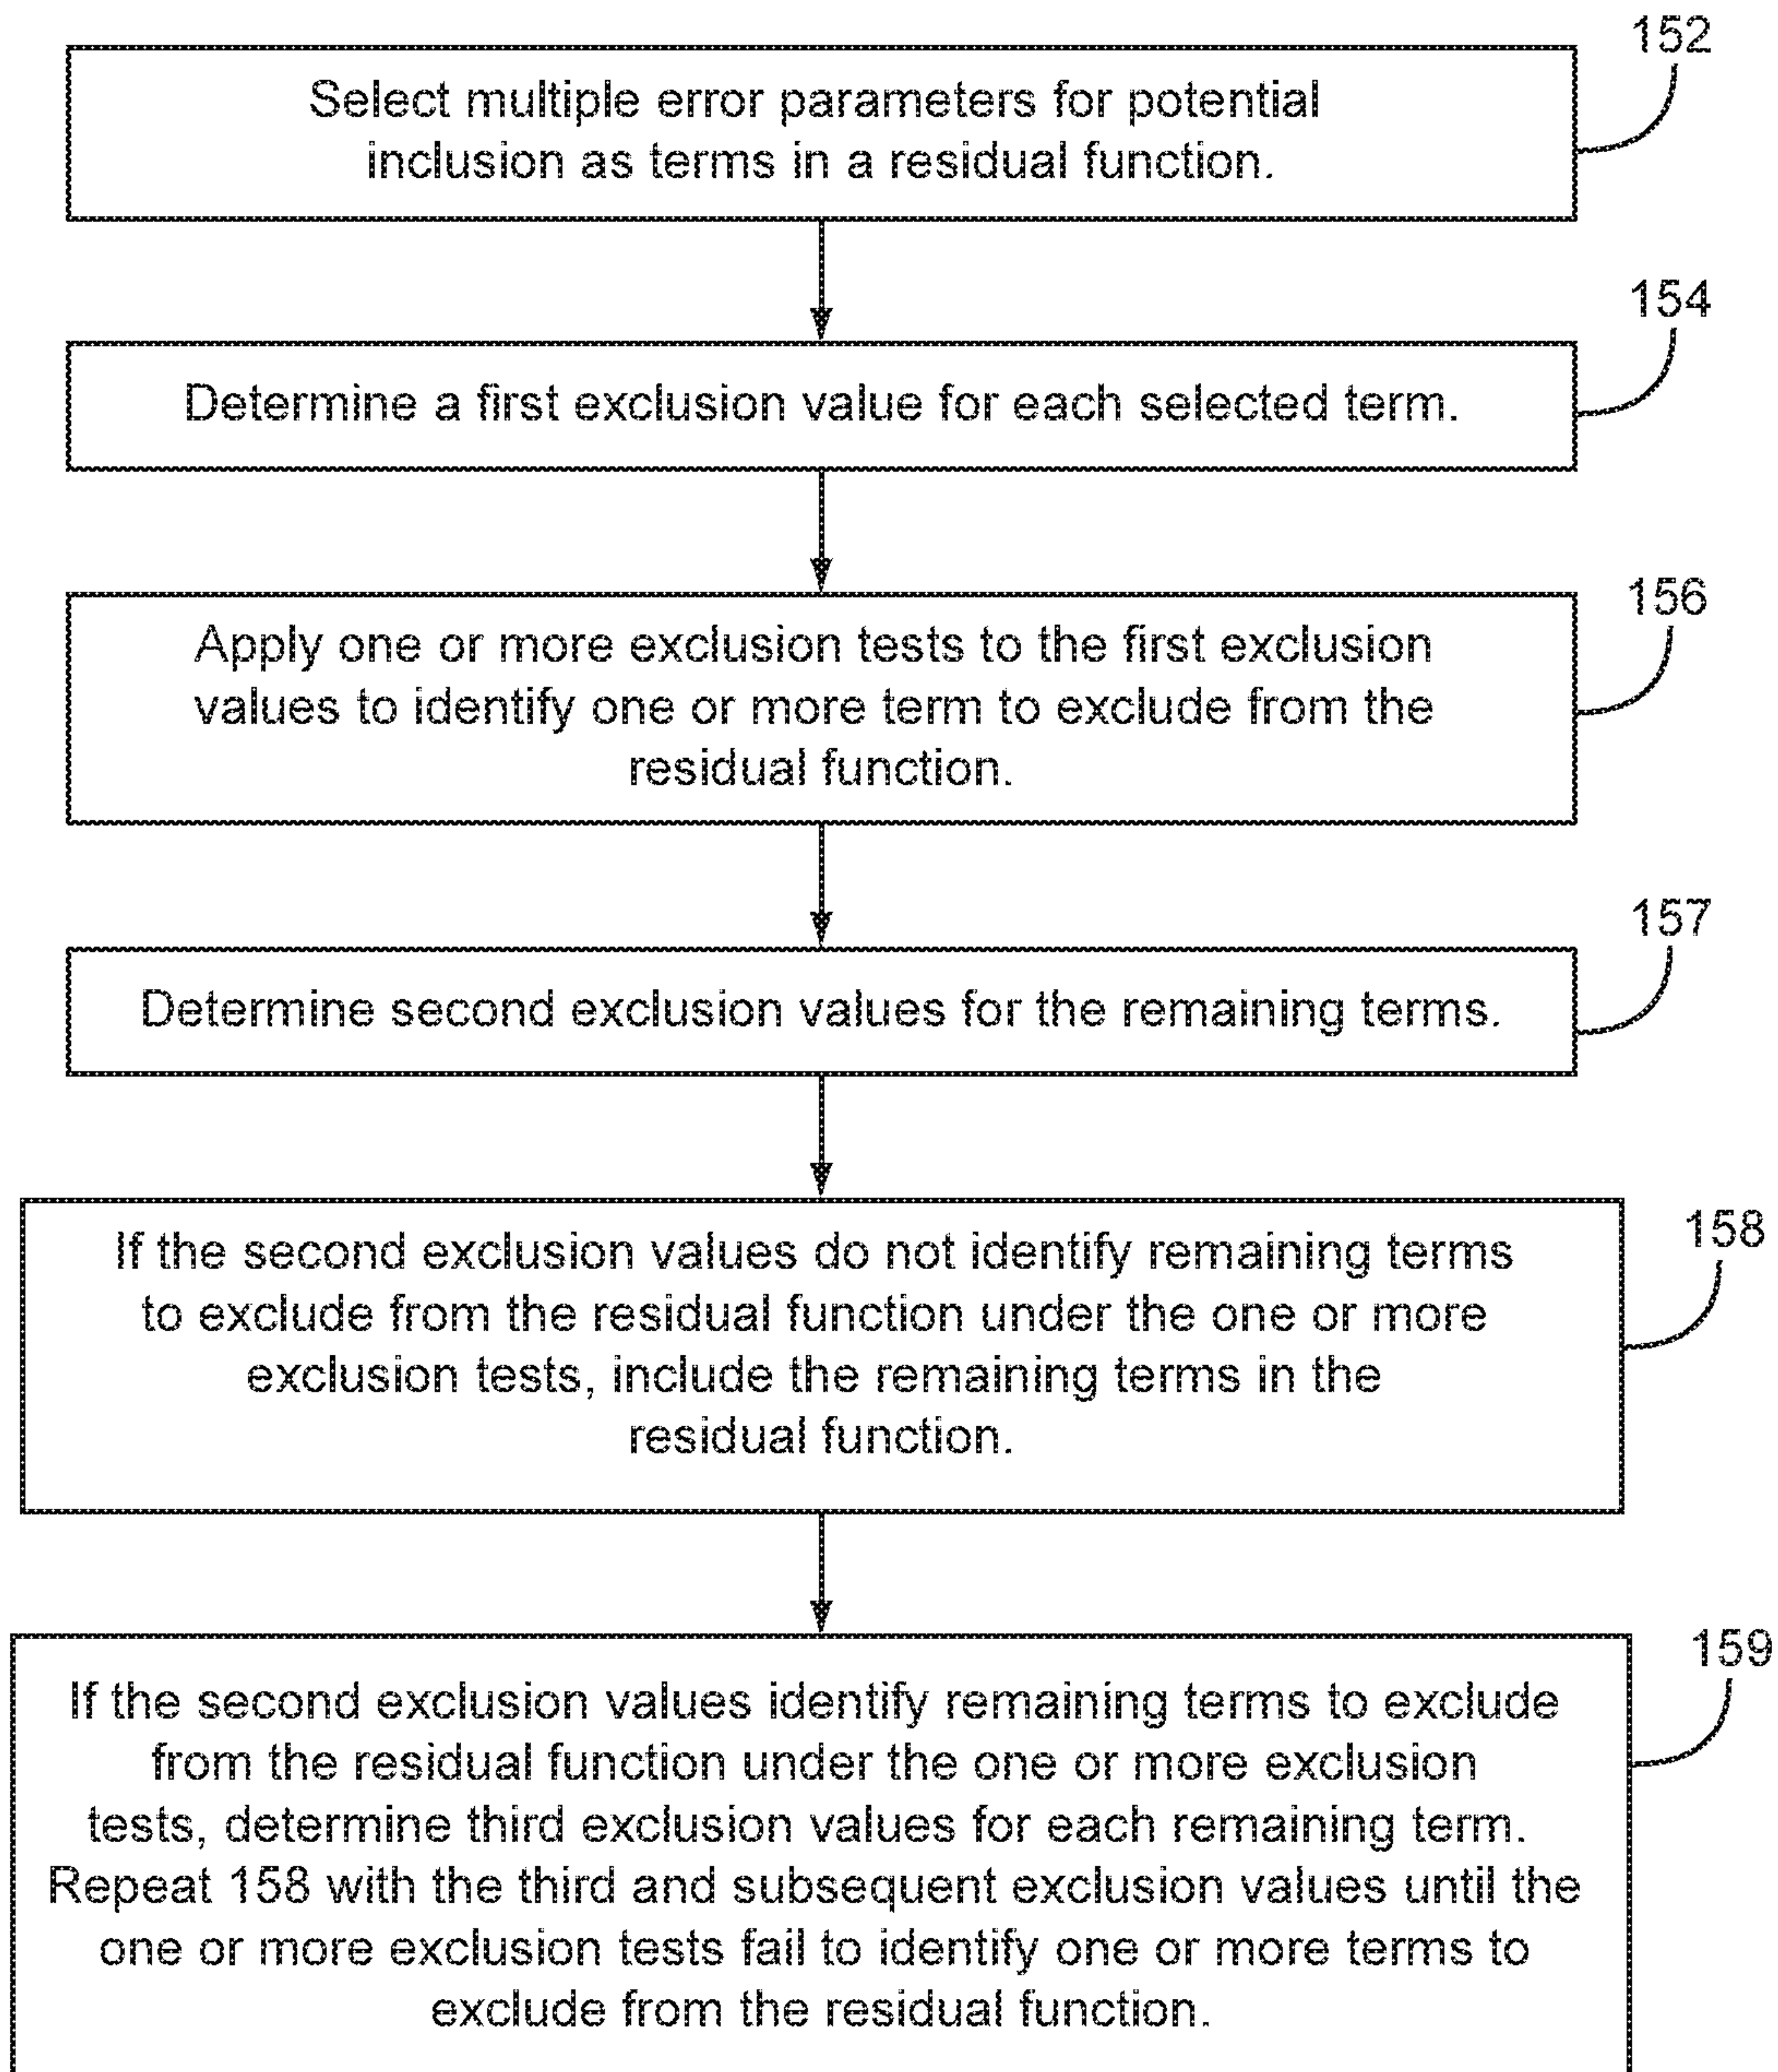 152
Select multiple error parameters for potential
inclusion as terms in a residual function.
154
Determine a first exclusion value for each selected term.
156
Apply one or more exclusion tests to the first exclusion
values to identify one or more term to exclude from the
residual function.
157
Determine second exclusion values for the remaining terms.
158
If the second exclusion values do not identify remaining terms
to exclude from the residual function under the one or more
exclusion tests, include the remaining terms in the
residual function.
159
If the second exclusion values identify remaining terms to exclude
from the residual function under the one or more exclusion
tests, determine third exclusion values for each remaining term.
Repeat 158 with the third and subsequent exclusion values until the
one or more exclusion tests fail to identify one or more terms to
exclude from the residual function.